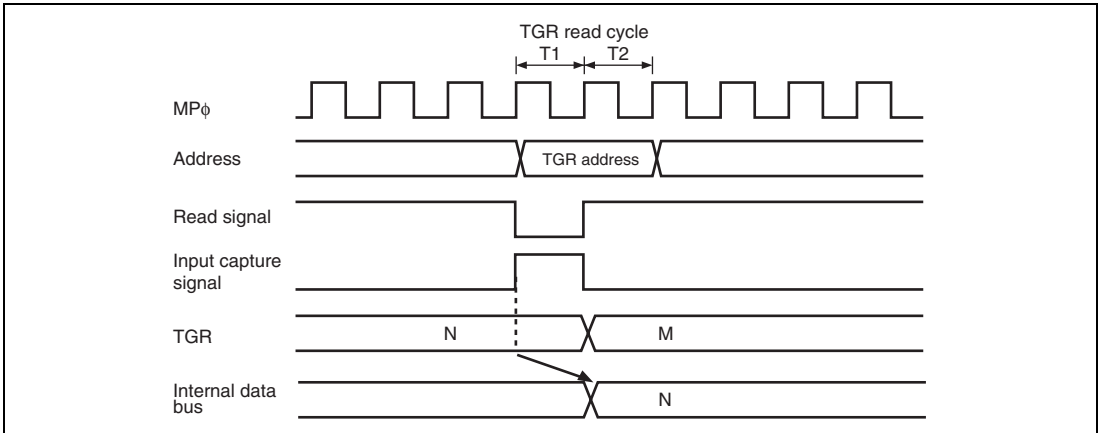 TGR read cycle
T1 T2
MPϕ
Address
TGR address
Read signal
Input capture
signal
TGR
N
M
Internal data
bus
N